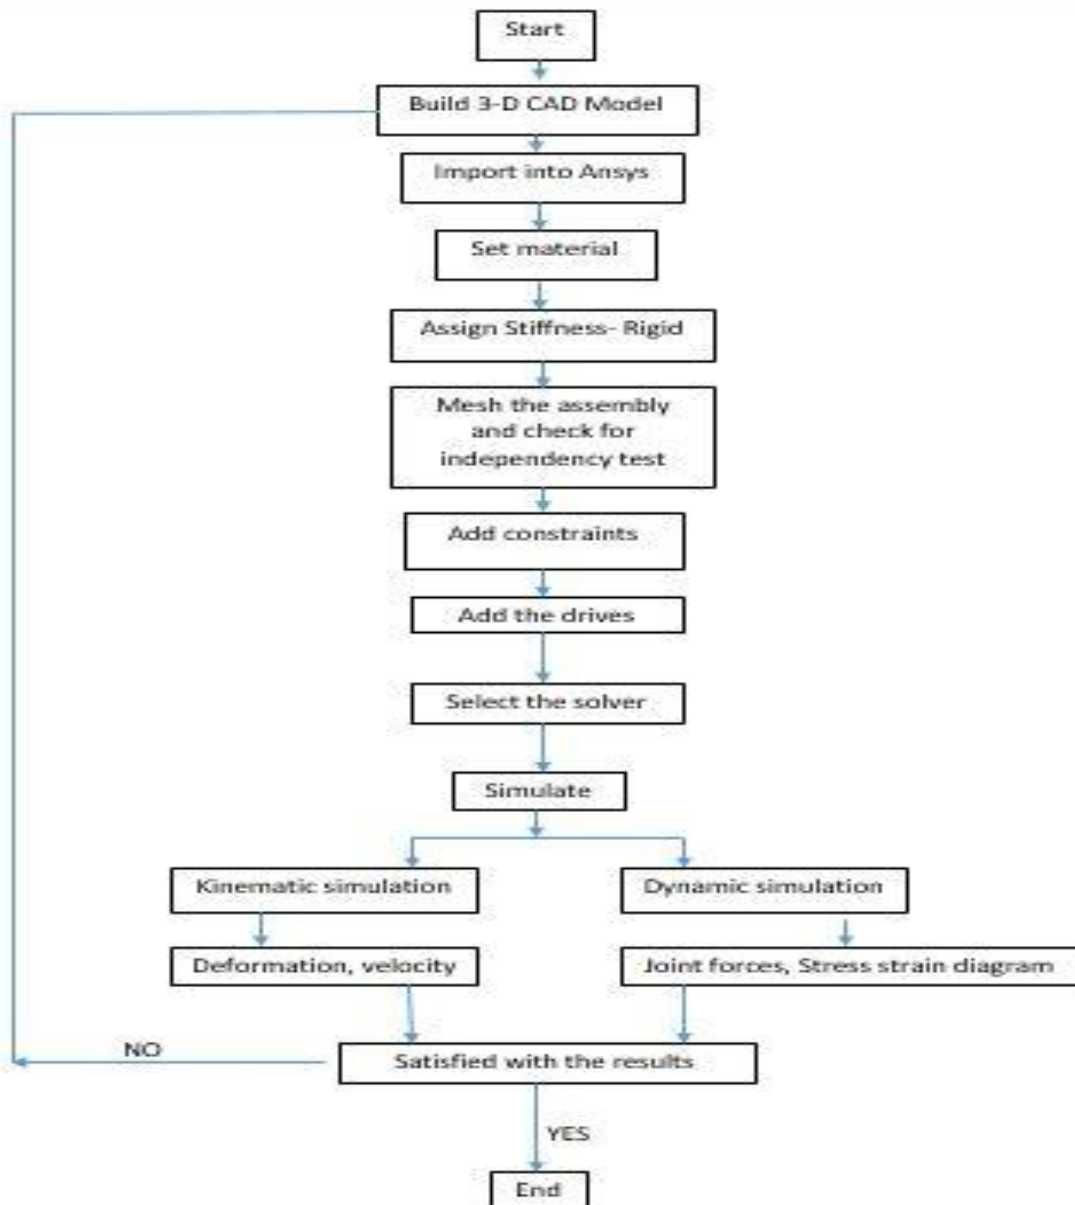 Start
Build 3-D CAD Model
Import into Ansys
Set material
Assign Stiffness- Rigid
Mesh the assembly
and check for
independency test
Add constraints
Add the drives
Select the solver
Simulate
Kinematic simulation
Dynamic simulation
Deformation, velocity
Joint forces, Stress strain diagram
NO
Satisfied with the results
YES
End